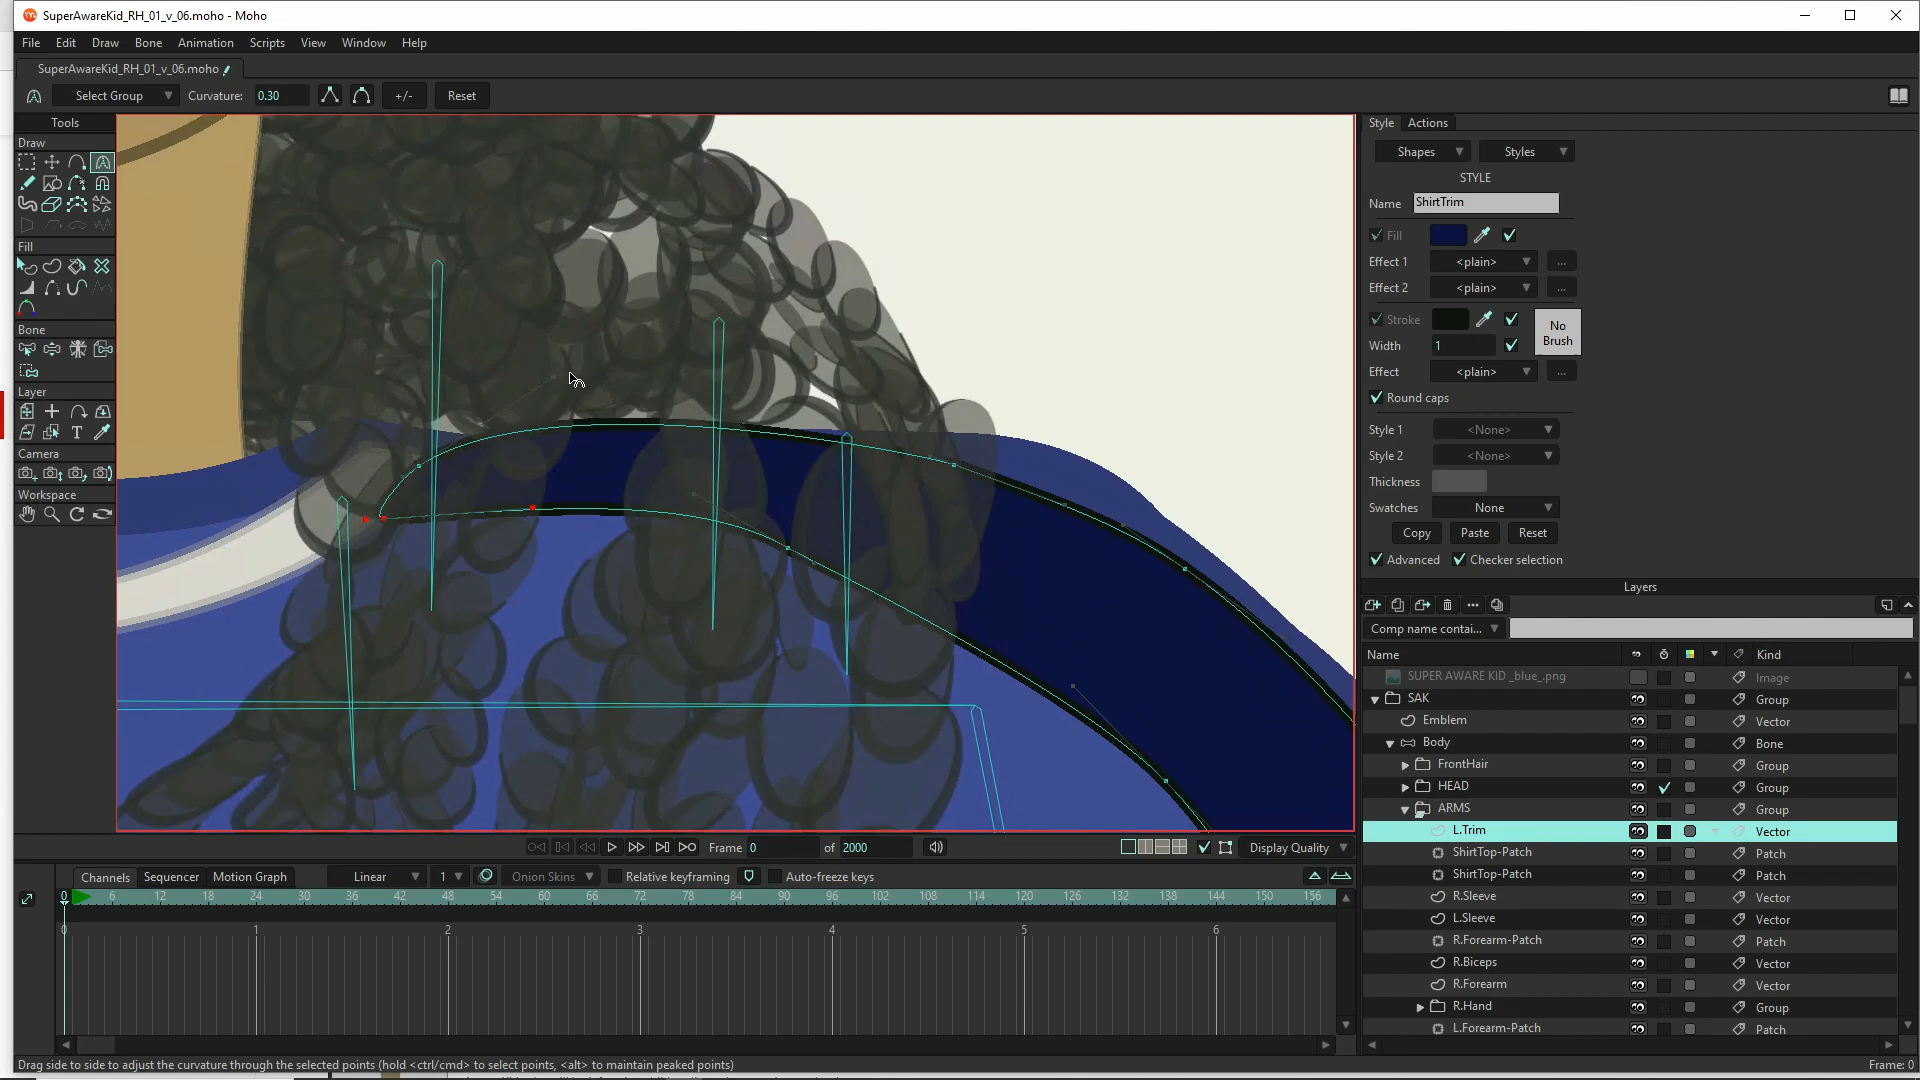 SuperAwareKid_RH_01_v_06.moho - Moho
File Edit Draw Bone Animation Scripts View Window Help
SuperAwareKid_RH_01_v_06.moho
Select Group Curvature: 0.30 +/- Reset
Tools
Draw
Fill
Bone
Layer
Camera
Workspace
Style Actions
Shapes Styles
STYLE
Name ShirtTrim
Fill
Effect 1 <plain> ...
Effect 2 <plain> ...
Stroke
No Brush
Width 1
Effect <plain> ...
Round caps
Style 1 <None>
Style 2 <None>
Thickness
Swatches None
Copy Paste Reset
Advanced Checker selection
Layers
Comp name contai...
Name Kind
SUPER AWARE KID _blue_.png Image
SAK Group
Emblem Vector
Body Bone
FrontHair Group
HEAD Group
ARMS Group
L.Trim Vector
ShirtTop-Patch Patch
ShirtTop-Patch Patch
R.Sleeve Vector
L.Sleeve Vector
R.Forearm-Patch Patch
R.Biceps Vector
R.Forearm Vector
R.Hand Group
L.Forearm-Patch Patch
Frame 0 of 2000 Display Quality
Channels Sequencer Motion Graph Linear 1 Onion Skins Relative keyframing Auto-freeze keys
0 6 12 18 24 30 36 42 48 54 60 66 72 78 84 90 96 102 108 114 120 126 132 138 144 150 156
0 1 2 3 4 5 6
Drag side to side to adjust the curvature through the selected points (hold <ctrl/cmd> to select points, <alt> to maintain peaked points) Frame: 0